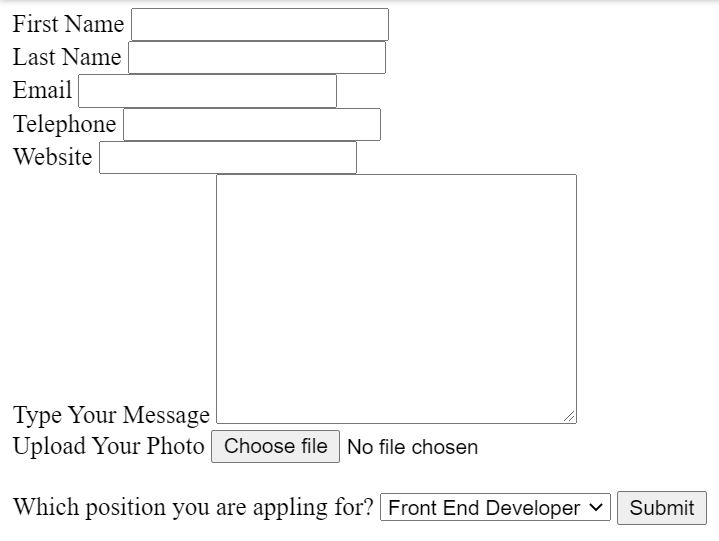 First Name
Last Name
Email
Telephone
Website
Type Your Message
Upload Your Photo Choose file No file chosen
Which position you are appling for? Front End Developer Submit